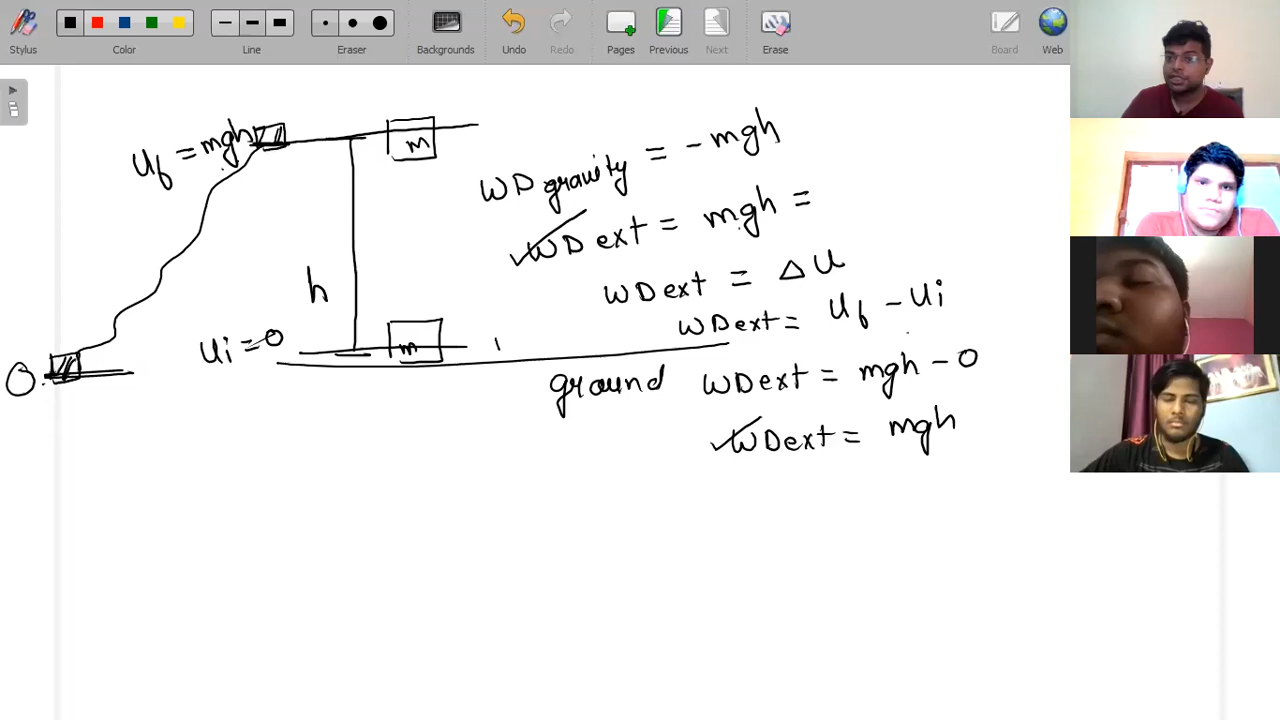 Stylus
Color
Line
Eraser
Backgrounds
Undo
Redo
Pages
Previous
Next
Erase
Board
Web
Uf = mgh
m
WD gravity = - mgh
WD ext = mgh =
h
WD ext = Δ U
WD ext = Uf - Ui
Ui = 0
m
0
ground
WD ext = mgh - 0
WD ext = mgh